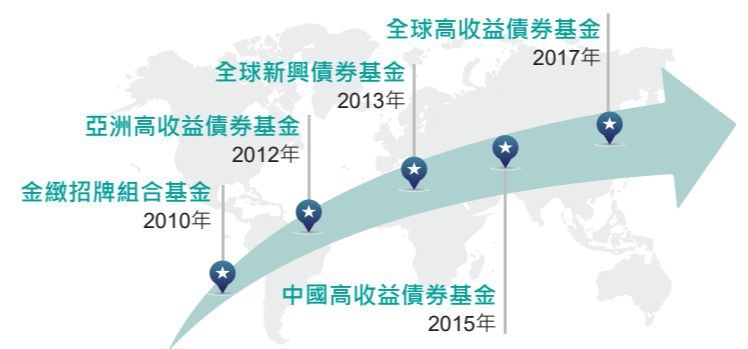 全球高收益債券基金
2017年
全球新興債券基金
2013年
亞洲高收益債券基金
2012年
金緻招牌組合基金
2010年
中國高收益債券基金
2015年